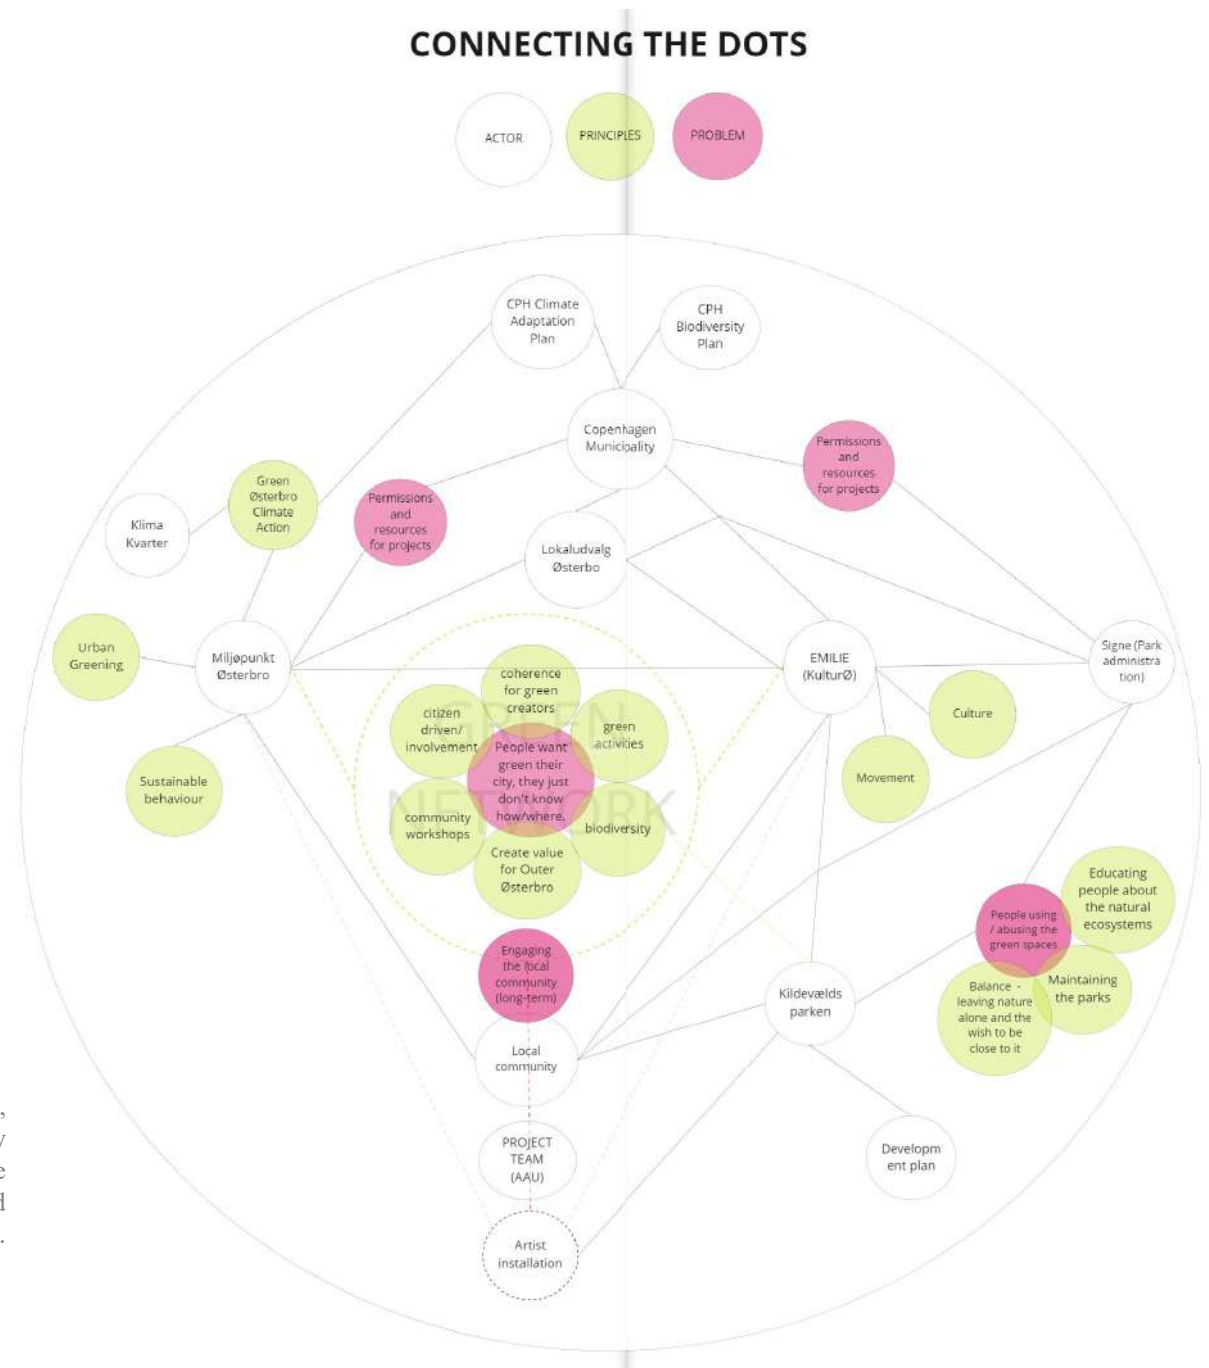 CONNECTING THE DOTS
ACTOR
PRINCIPLES
PROBLEM
CPH Climate
Adaptation
Plan
CPH
Biodiversity
Plan
Copenhagen
Municipality
Permissions
and
resources
for projects
Green
Østerbro
Climate
Action
Permissions
and
resources
for projects
Klima
Kvarter
Lokaludvalg
Østerbo
Urban
Greening
Miljøpunkt
Østerbro
EMILIE
(KulturØ)
Signe (Park
administra
tion)
Culture
Movement
Sustainable
behaviour
GREEN
NETWORK
coherence
for green
creators
citizen
driven/
involvement
green
activities
People want
green their
city, they just
don't know
how/where.
community
workshops
biodiversity
Create value
for Outer
Østerbro
Educating
people about
the natural
ecosystems
People using
/ abusing the
green spaces
Maintaining
the parks
Balance -
leaving nature
alone and the
wish to be
close to it
Engaging
the local
community
(long-term)
Kildevælds
parken
Local
community
PROJECT
TEAM
(AAU)
Developm
ent plan
Artist
installation